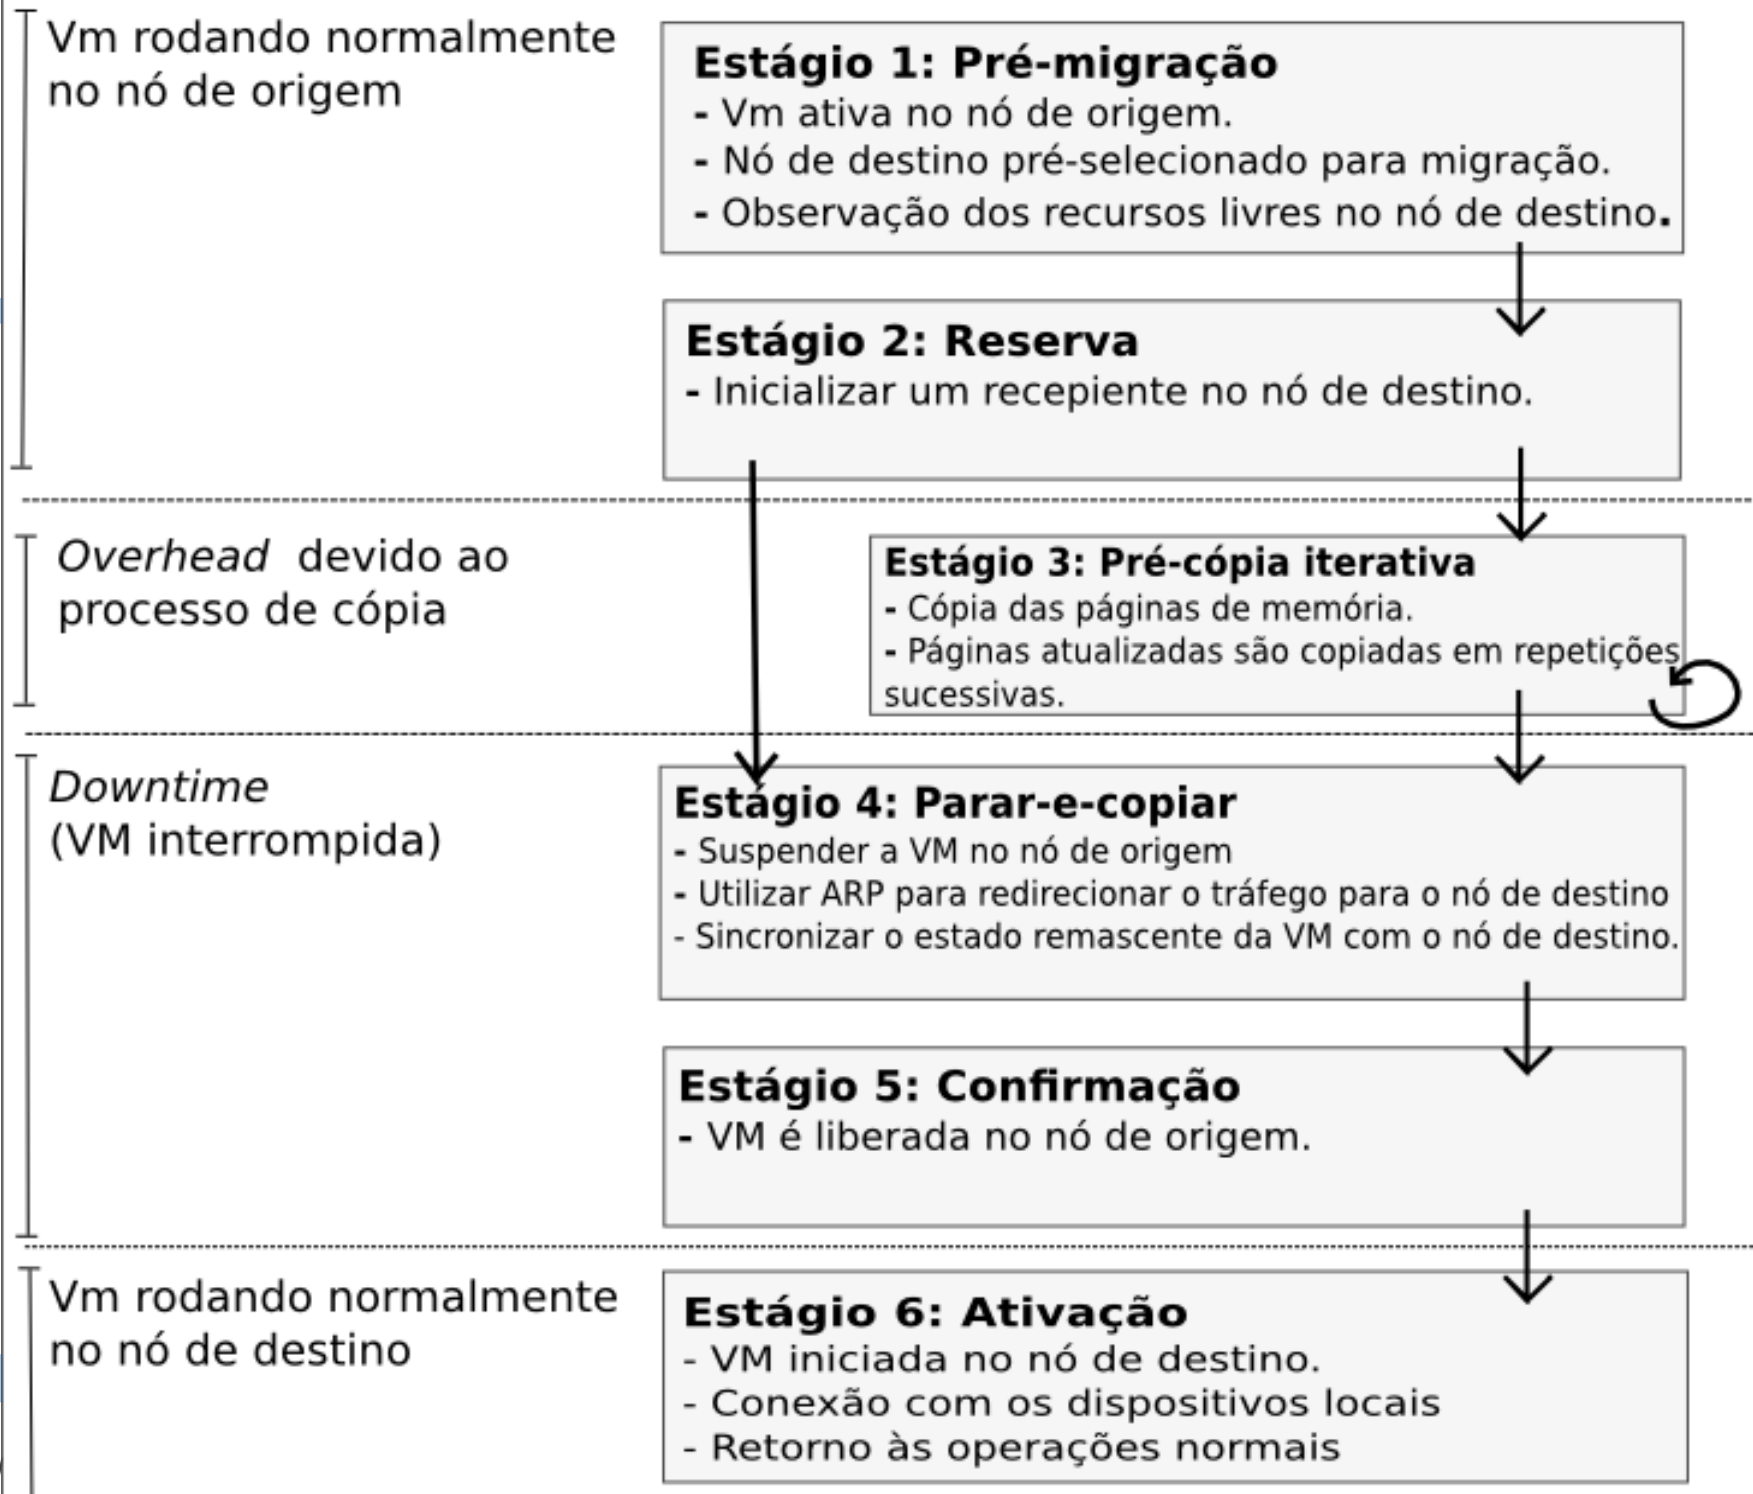 Vm rodando normalmente
no nó de origem
Estágio 1: Pré-migração
- Vm ativa no nó de origem.
- Nó de destino pré-selecionado para migração.
- Observação dos recursos livres no nó de destino.
Estágio 2: Reserva
- Inicializar um recepiente no nó de destino.
Overhead devido ao
processo de cópia
Estágio 3: Pré-cópia iterativa
- Cópia das páginas de memória.
- Páginas atualizadas são copiadas em repetições
sucessivas.
Downtime
(VM interrompida)
Estágio 4: Parar-e-copiar
- Suspender a VM no nó de origem
- Utilizar ARP para redirecionar o tráfego para o nó de destino
- Sincronizar o estado remascente da VM com o nó de destino.
Estágio 5: Confirmação
- VM é liberada no nó de origem.
Vm rodando normalmente
no nó de destino
Estágio 6: Ativação
- VM iniciada no nó de destino.
- Conexão com os dispositivos locais
- Retorno às operações normais